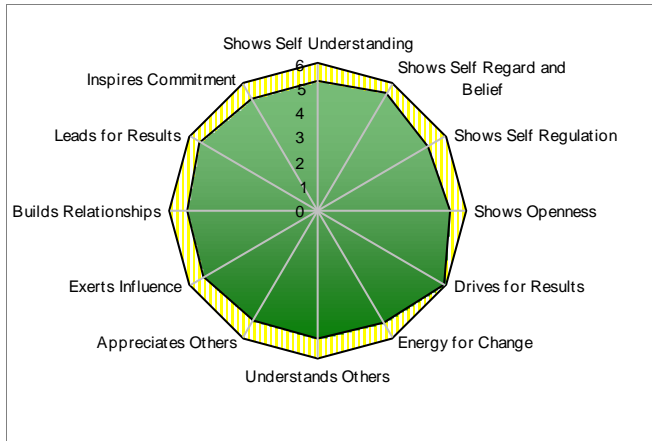 Shows Self Understanding
Inspires Commitment
Shows Self Regard and
Belief
Leads for Results
Shows Self Regulation
Builds Relationships
Shows Openness
Exerts Influence
Drives for Results
Appreciates Others
Energy for Change
Understands Others
6
5
4
3
2
1
0